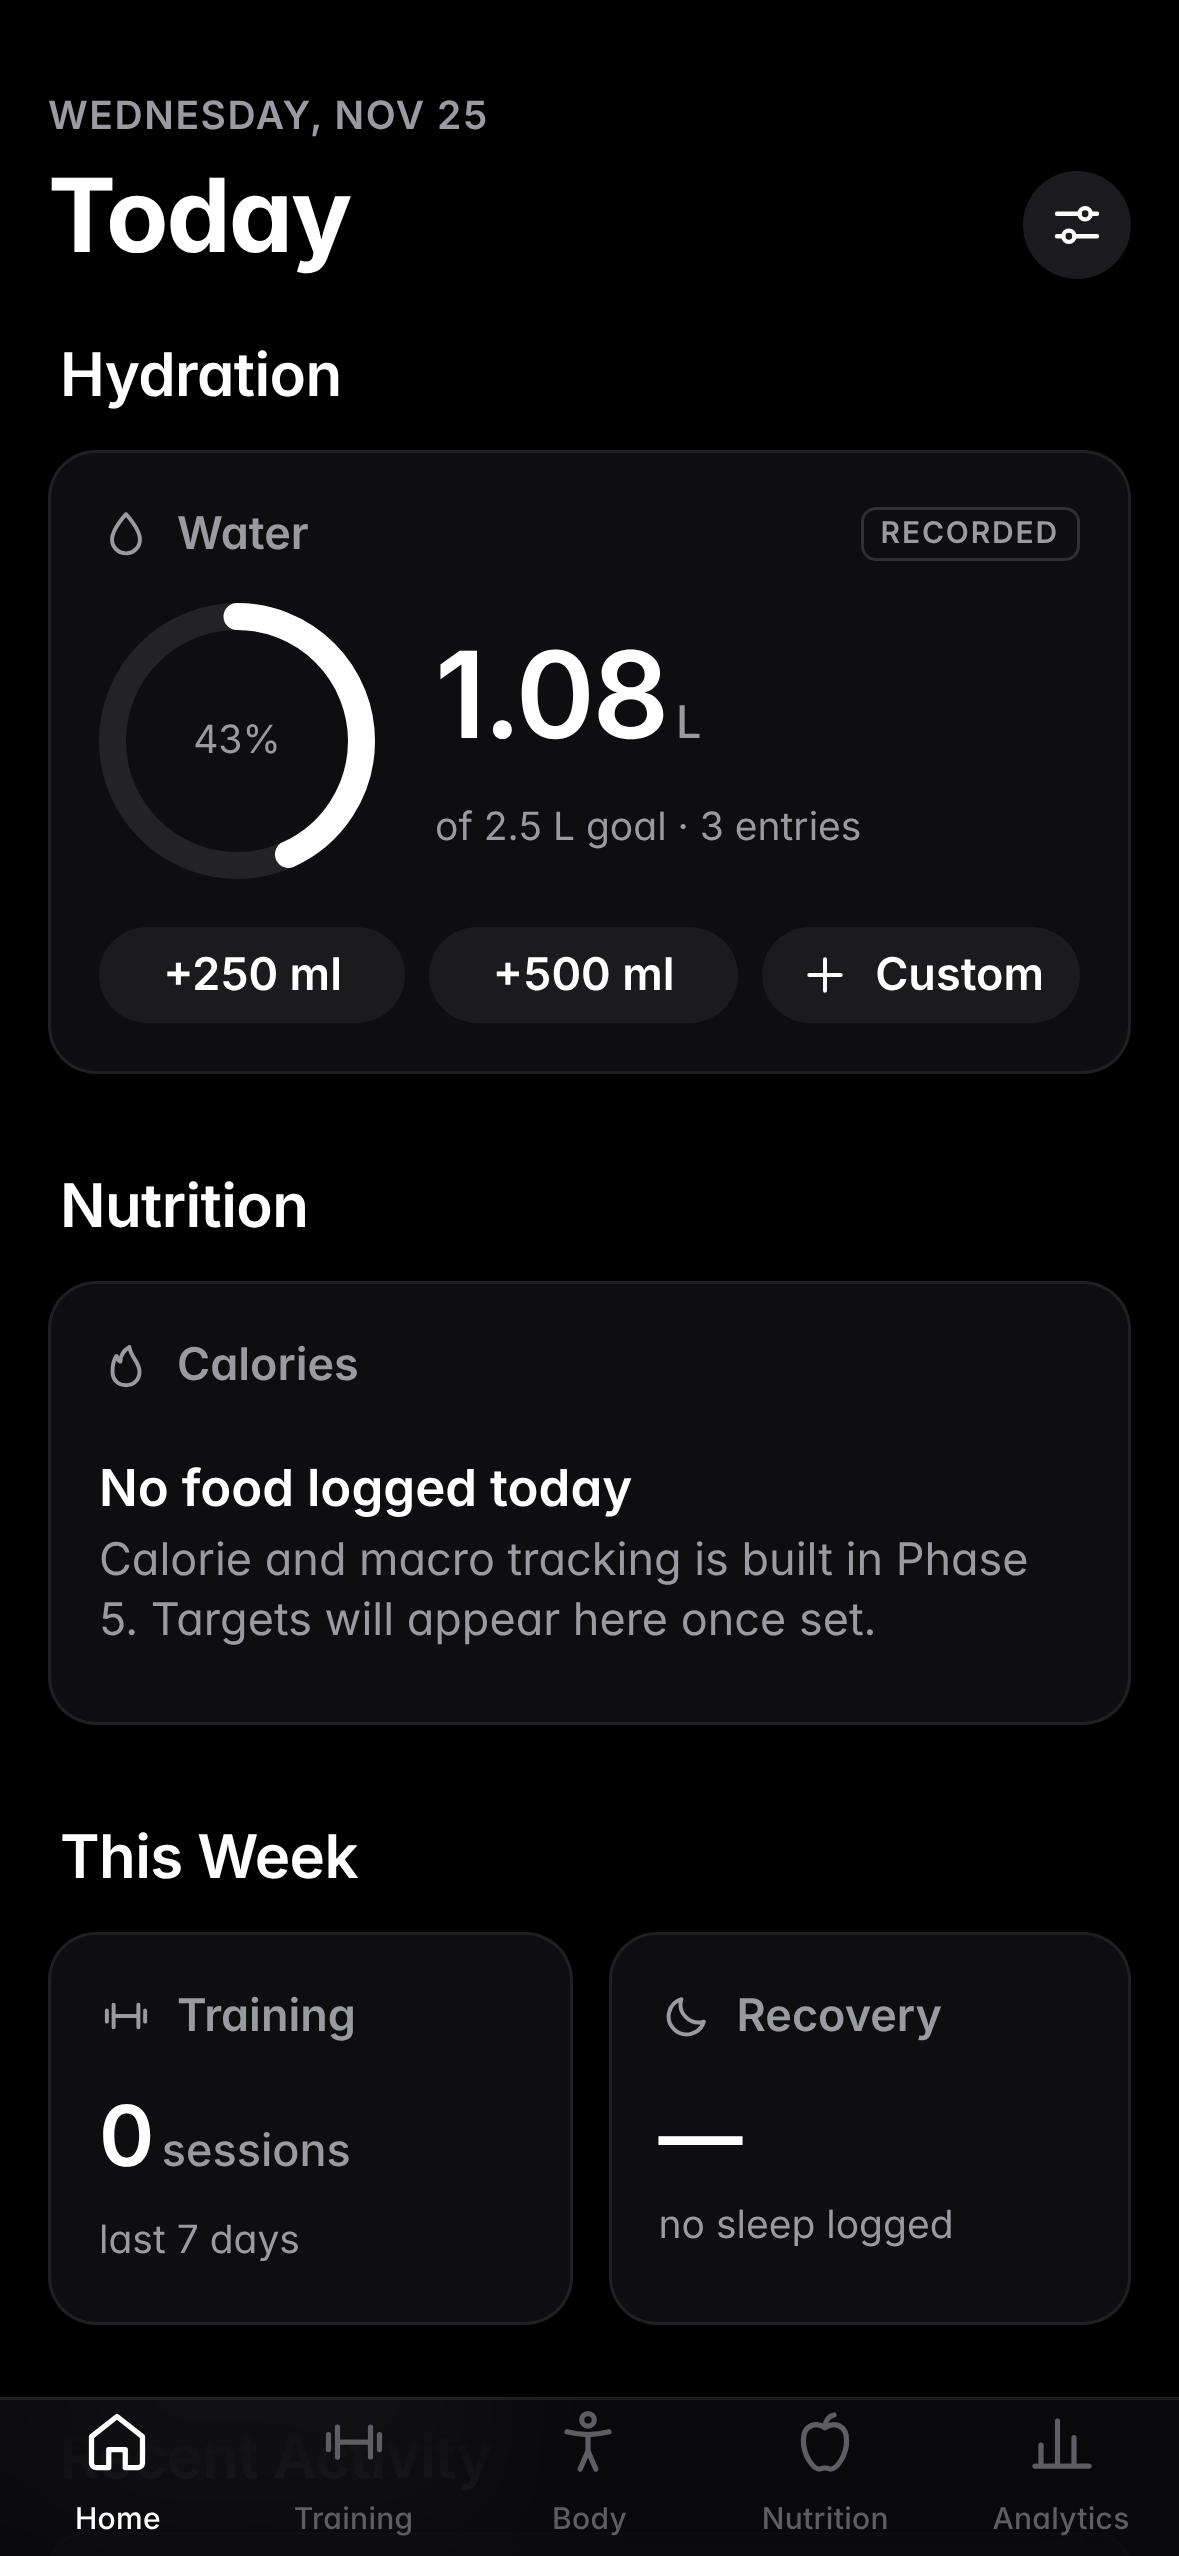 WEDNESDAY, NOV 25
Today
Hydration
Water
RECORDED
43%
1.08 L
of 2.5 L goal · 3 entries
+250 ml
+500 ml
+ Custom
Nutrition
Calories
No food logged today
Calorie and macro tracking is built in Phase
5. Targets will appear here once set.
This Week
Training
Recovery
0 sessions
—
last 7 days
no sleep logged
Recent Activity
Home
Training
Body
Nutrition
Analytics